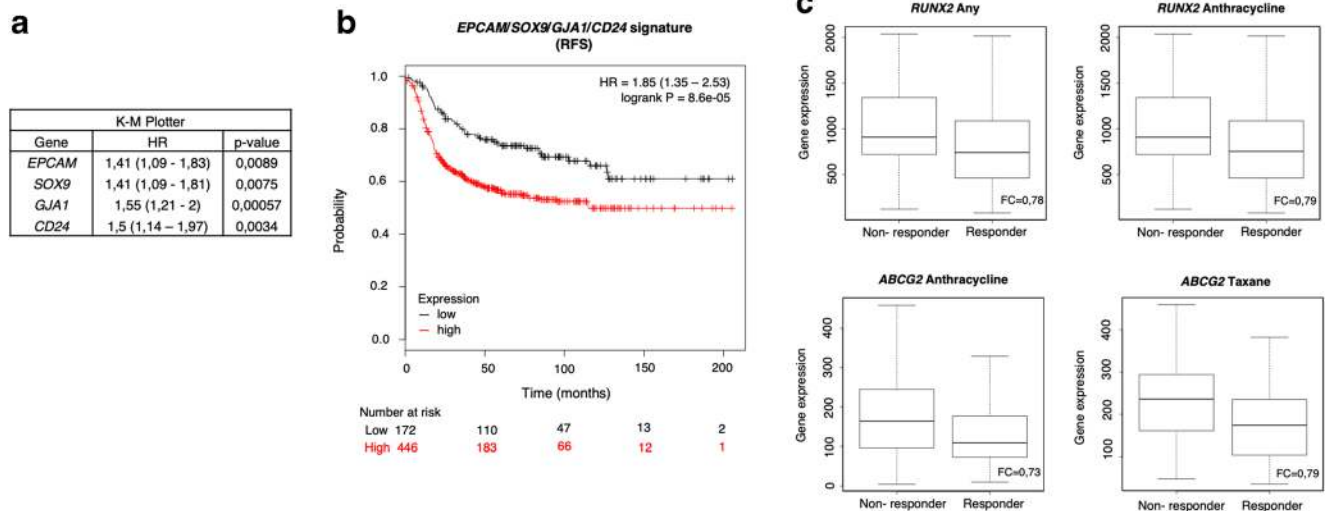 a
K-M Plotter
Gene HR p-value
EPCAM 1,41 (1,09 - 1,83) 0,0089
SOX9 1,41 (1,09 - 1,81) 0,0075
GJA1 1,55 (1,21 - 2) 0,00057
CD24 1,5 (1,14 – 1,97) 0,0034
b
EPCAM/SOX9/GJA1/CD24 signature
(RFS)
HR = 1.85 (1.35 – 2.53)
logrank P = 8.6e-05
Probability
1.0
0.8
0.6
0.4
0.2
0.0
Expression
low
high
0 50 100 150 200
Time (months)
Number at risk
Low 172 110 47 13 2
High 446 183 66 12 1
c
RUNX2 Any
Gene expression
2000
1500
1000
500
FC=0,78
Non- responder Responder
RUNX2 Anthracycline
Gene expression
2000
1500
1000
500
FC=0,79
Non- responder Responder
ABCG2 Anthracycline
Gene expression
400
300
200
100
0
FC=0,73
Non- responder Responder
ABCG2 Taxane
Gene expression
400
300
200
100
FC=0,79
Non- responder Responder